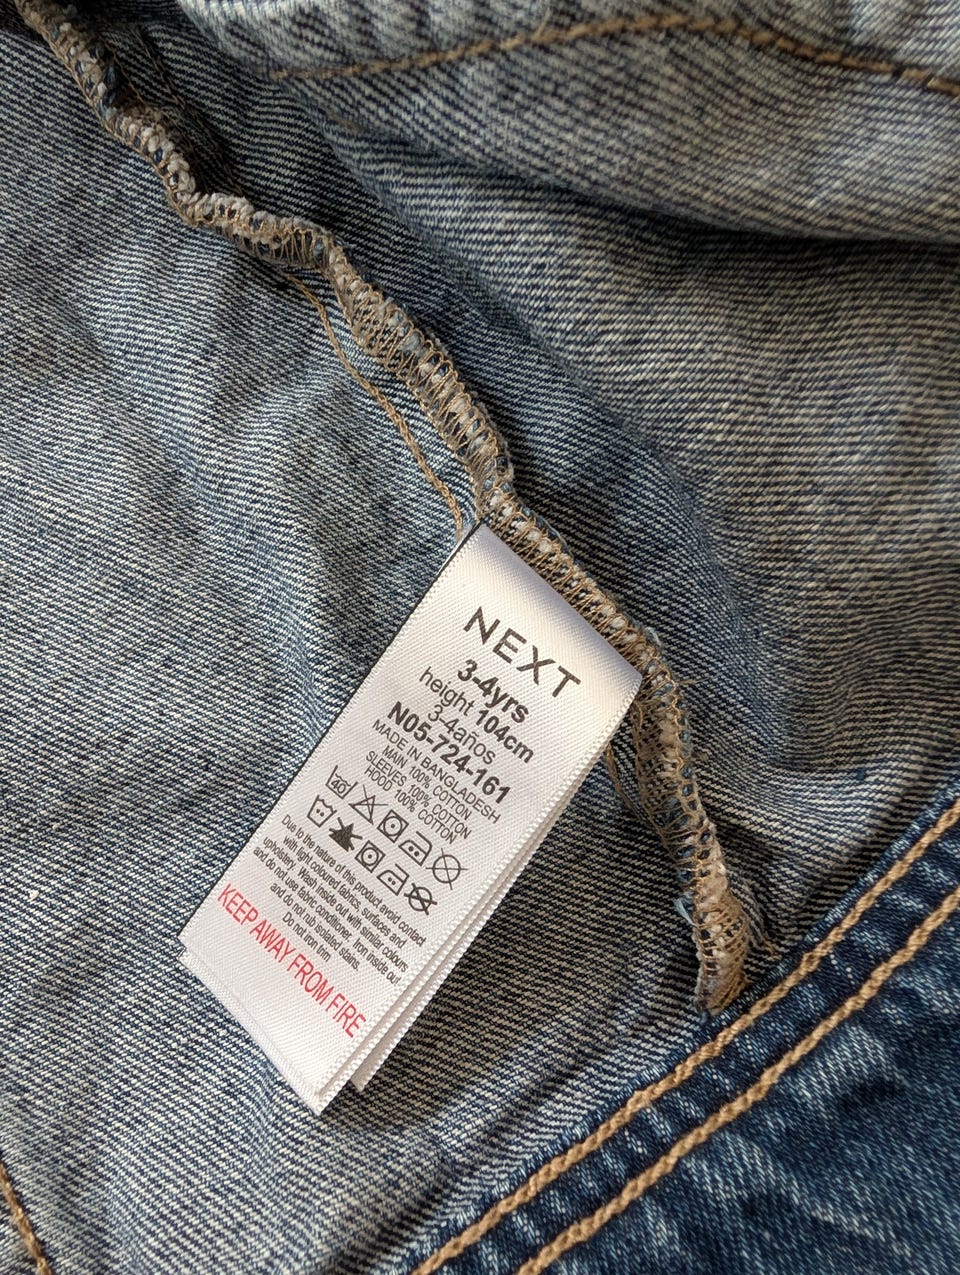 NEXT
3-4yrs
height 104cm
3-4años
N05-724-161
MADE IN BANGLADESH
MAIN 100% COTTON
SLEEVES 100% COTTON
HOOD 100% COTTON
40
Due to the nature of this product avoid contact
with light coloured fabrics, surfaces and
upholstery. Wash inside out with similar colours
and do not use fabric conditioner. Iron inside out
and do not rub isolated stains.
Do not iron trim
KEEP AWAY FROM FIRE